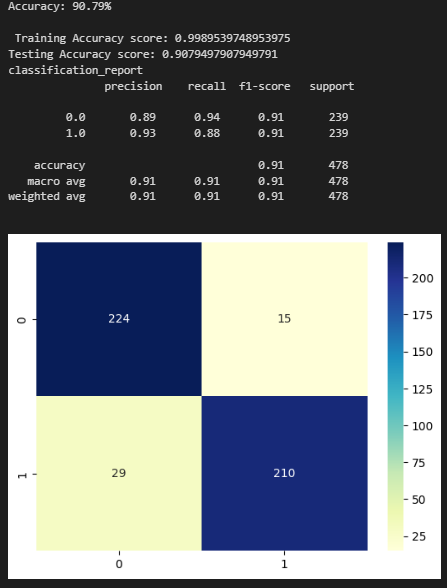 Accuracy: 90.79%
Training Accuracy score: 0.9989539748953975
Testing Accuracy score: 0.9079497907949791
classification_report
precision recall f1-score support
0.0 0.89 0.94 0.91 239
1.0 0.93 0.88 0.91 239
accuracy 0.91 478
macro avg 0.91 0.91 0.91 478
weighted avg 0.91 0.91 0.91 478
0 224 15
1 29 210
0 1
200
175
150
125
100
75
50
25